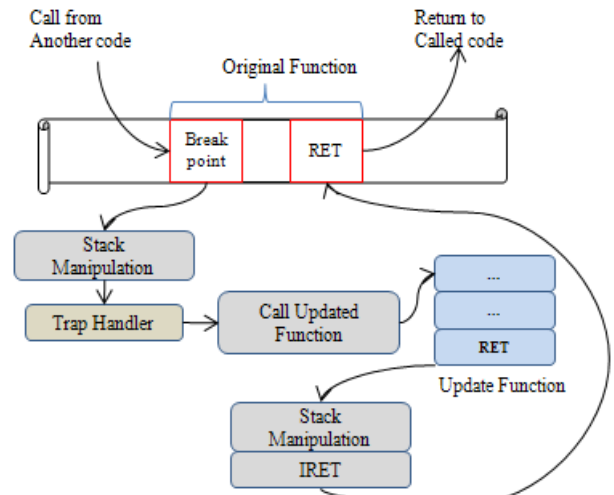 Call from
Another code
Return to
Called code
Original Function
Break
point
RET
Stack
Manipulation
Trap Handler
Call Updated
Function
...
...
RET
Update Function
Stack
Manipulation
IRET